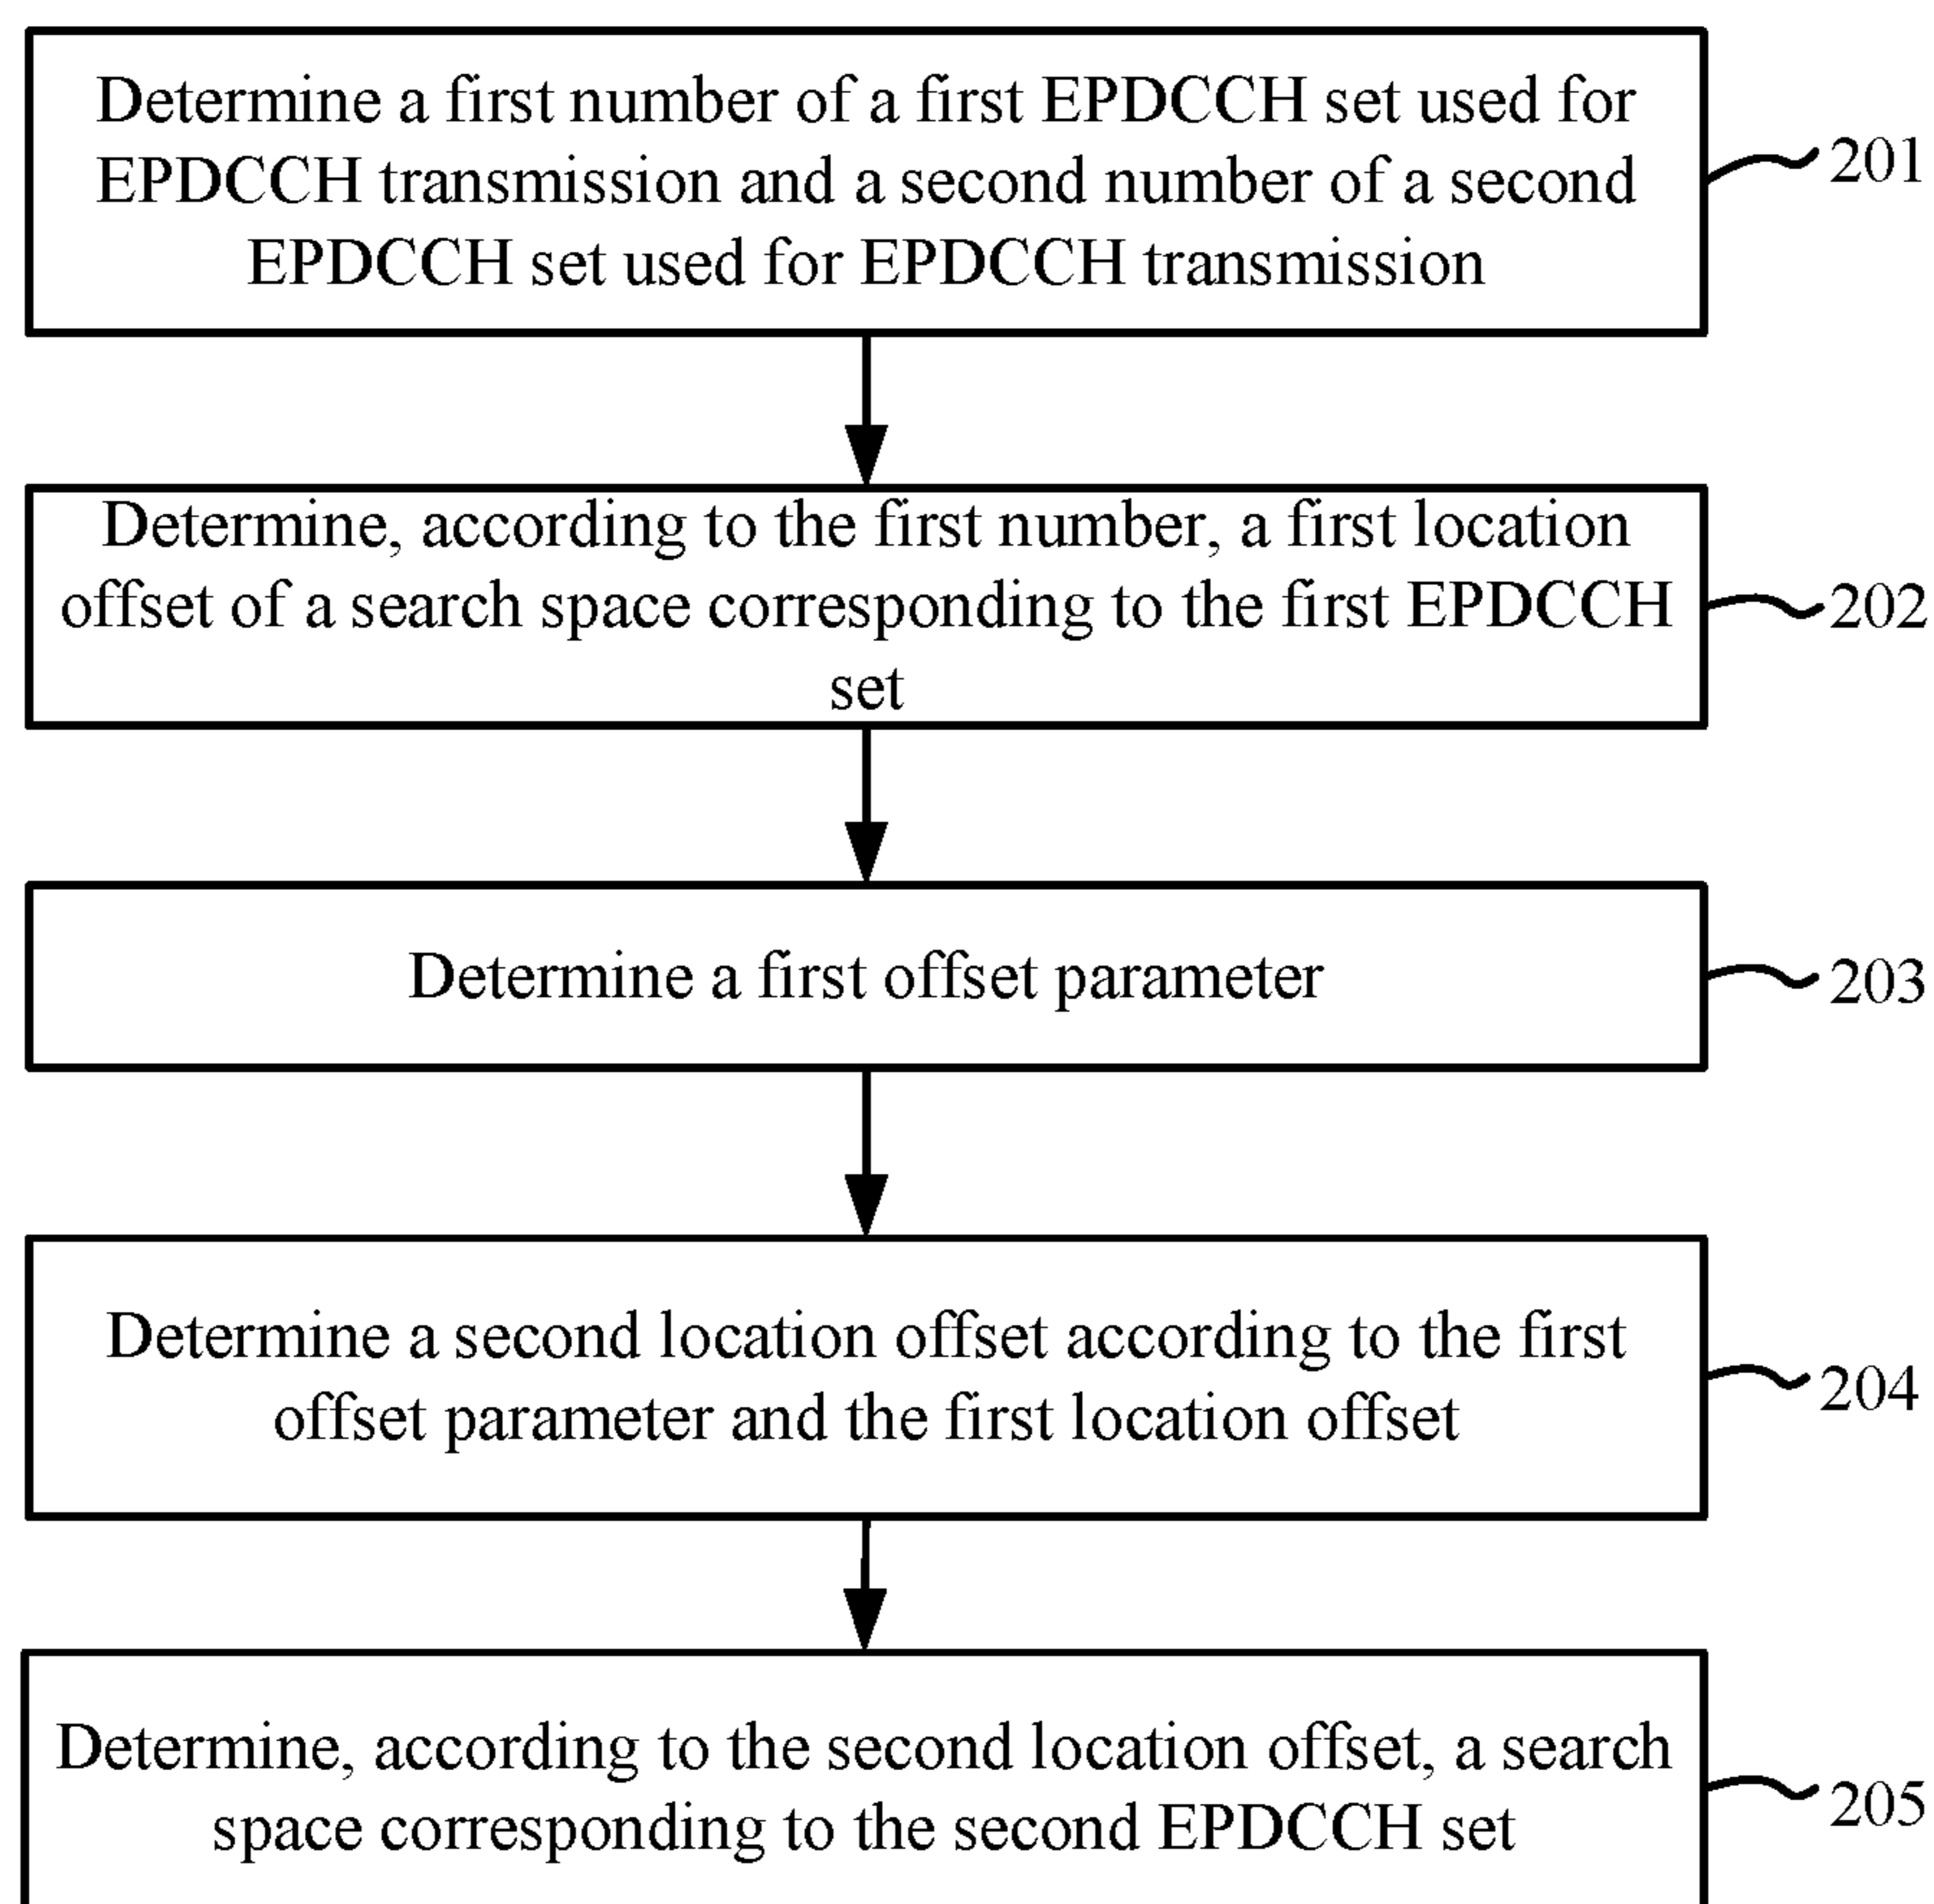 Determine a first number of a first EPDCCH set used for
EPDCCH transmission and a second number of a second
EPDCCH set used for EPDCCH transmission
201
Determine, according to the first number, a first location
offset of a search space corresponding to the first EPDCCH
set
202
Determine a first offset parameter
203
Determine a second location offset according to the first
offset parameter and the first location offset
204
Determine, according to the second location offset, a search
space corresponding to the second EPDCCH set
205